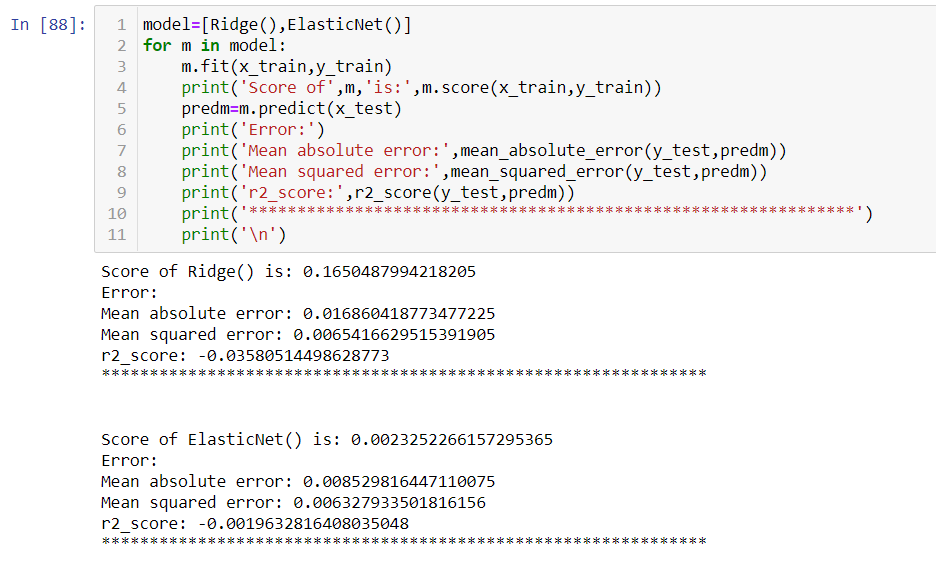 In [88]:
1 model=[Ridge(),ElasticNet()]
2 for m in model:
3     m.fit(x_train,y_train)
4     print('Score of',m,'is:',m.score(x_train,y_train))
5     predm=m.predict(x_test)
6     print('Error:')
7     print('Mean absolute error:',mean_absolute_error(y_test,predm))
8     print('Mean squared error:',mean_squared_error(y_test,predm))
9     print('r2_score:',r2_score(y_test,predm))
10     print('***************************************************************')
11     print('\n')
Score of Ridge() is: 0.1650487994218205
Error:
Mean absolute error: 0.016860418773477225
Mean squared error: 0.0065416629515391905
r2_score: -0.03580514498628773
***************************************************************
Score of ElasticNet() is: 0.0023252266157295365
Error:
Mean absolute error: 0.008529816447110075
Mean squared error: 0.006327933501816156
r2_score: -0.0019632816408035048
***************************************************************